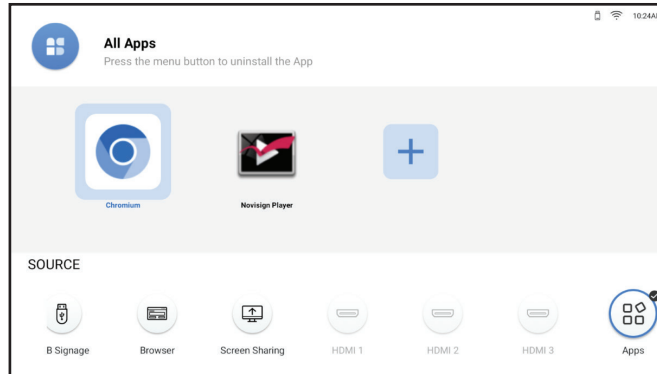 10:24A
All Apps
Press the menu button to uninstall the App
Chromium
Novisign Player
SOURCE
B Signage
Browser
Screen Sharing
HDMI 1
HDMI 2
HDMI 3
Apps